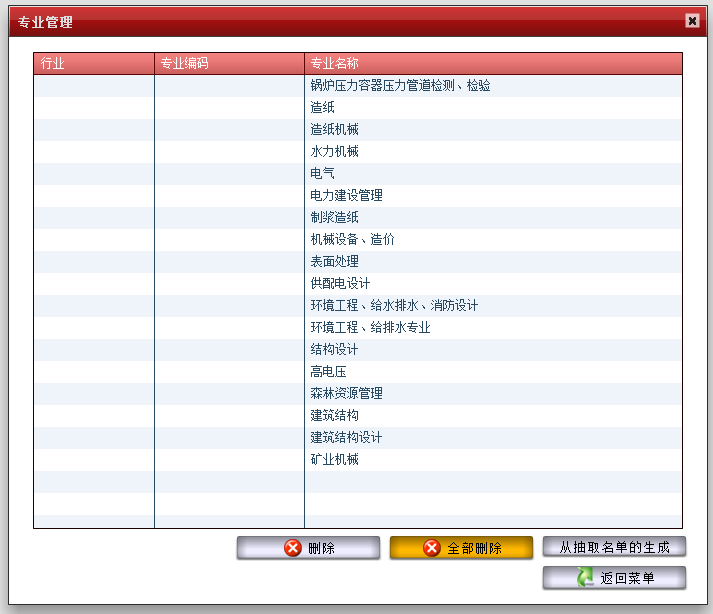 专业管理
行业 专业编码 专业名称
锅炉压力容器压力管道检测、检验
造纸
造纸机械
水力机械
电气
电力建设管理
制浆造纸
机械设备、造价
表面处理
供配电设计
环境工程、给水排水、消防设计
环境工程、给排水专业
结构设计
高电压
森林资源管理
建筑结构
建筑结构设计
矿业机械
删除 全部删除 从抽取名单的生成
返回菜单